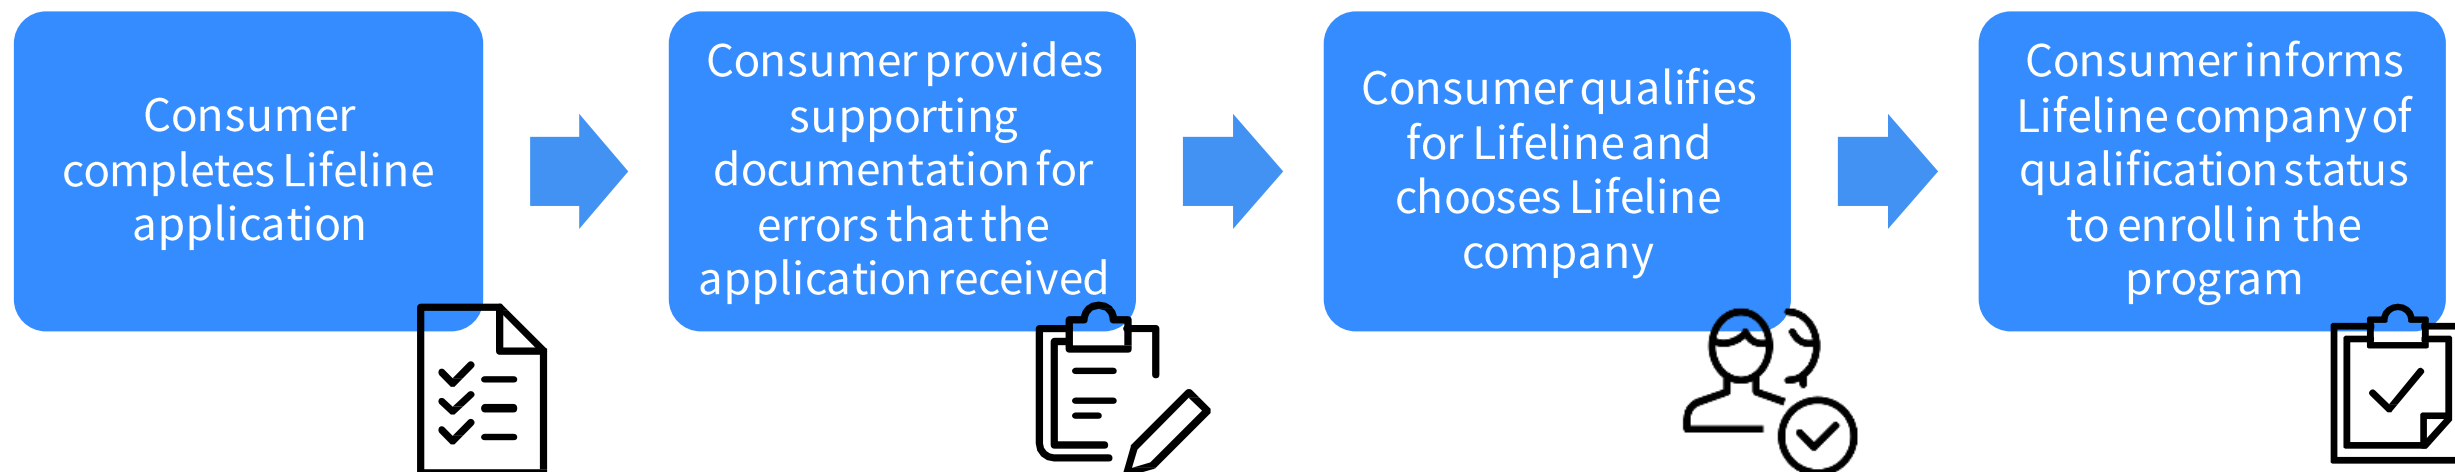 Consumer
completes Lifeline
application
Consumer provides
supporting
documentation for
errors that the
application received
Consumer qualifies
for Lifeline and
chooses Lifeline
company
Consumer informs
Lifeline company of
qualification status
to enroll in the
program